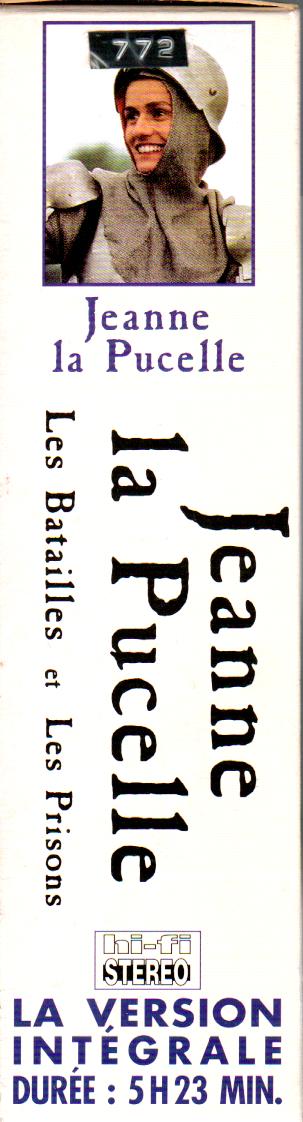 772
Jeanne
la Pucelle
Jeanne
la Pucelle
Les Batailles et Les Prisons
hi-fi
STEREO
LA VERSION
INTÉGRALE
DURÉE : 5H23 MIN.